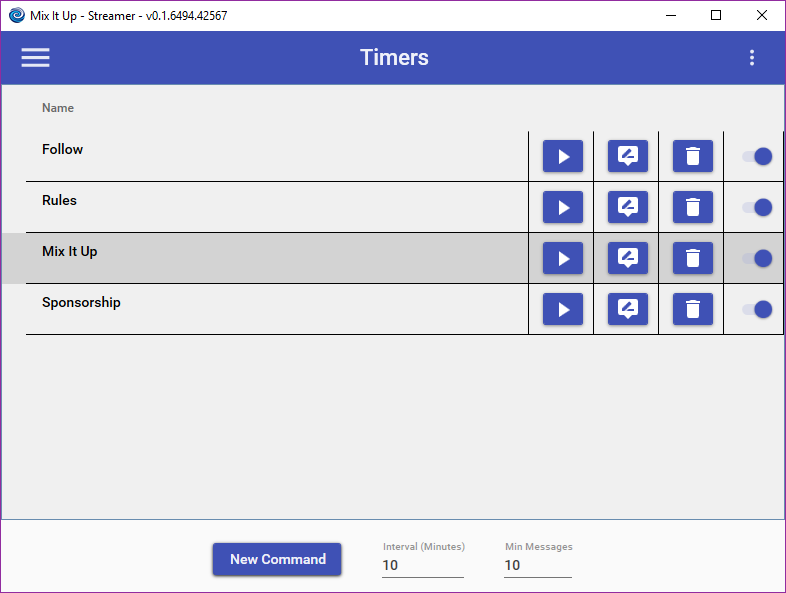 Mix It Up - Streamer - v0.1.6494.42567
Timers
Name
Follow
Rules
Mix It Up
Sponsorship
New Command
Interval (Minutes)
10
Min Messages
10